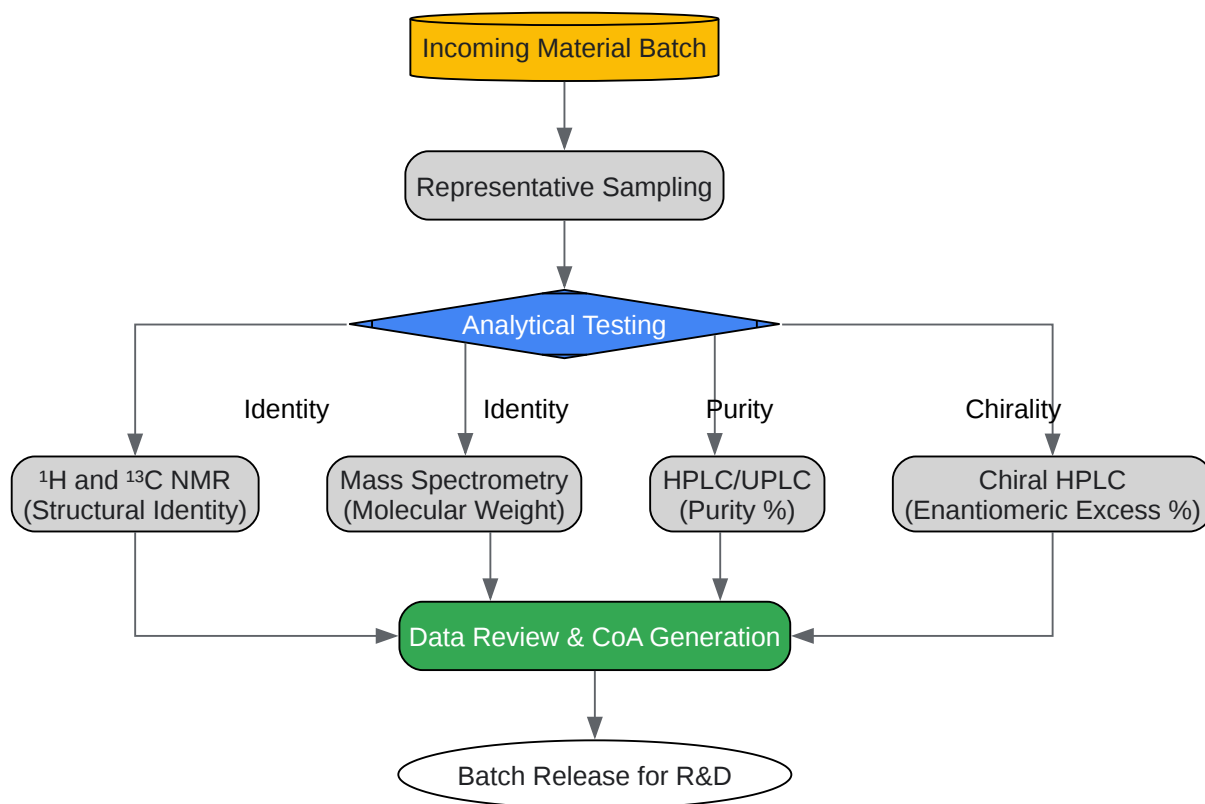 Incoming Material Batch
Representative Sampling
Analytical Testing
Identity
Identity
Purity
Chirality
¹H and ¹³C NMR
(Structural Identity)
Mass Spectrometry
(Molecular Weight)
HPLC/UPLC
(Purity %)
Chiral HPLC
(Enantiomeric Excess %)
Data Review & CoA Generation
Batch Release for R&D